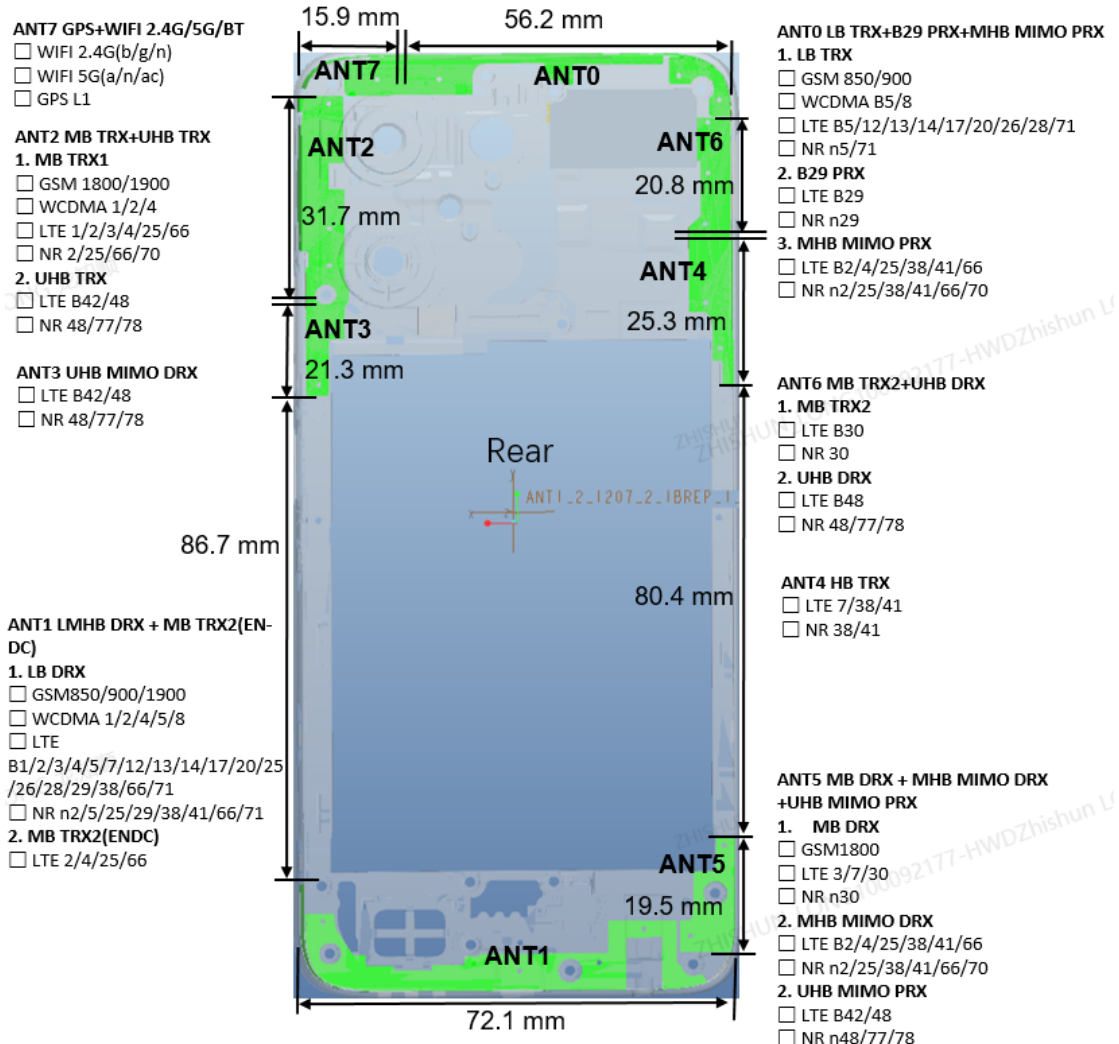 ANT7 GPS+WIFI 2.4G/5G/BT
☐ WIFI 2.4G(b/g/n)
☐ WIFI 5G(a/n/ac)
☐ GPS L1
ANT2 MB TRX+UHB TRX
1. MB TRX1
☐ GSM 1800/1900
☐ WCDMA 1/2/4
☐ LTE 1/2/3/4/25/66
☐ NR 2/25/66/70
2. UHB TRX
☐ LTE B42/48
☐ NR 48/77/78
ANT3 UHB MIMO DRX
☐ LTE B42/48
☐ NR 48/77/78
ANT1 LMHB DRX + MB TRX2(EN-
DC)
1. LB DRX
☐ GSM850/900/1900
☐ WCDMA 1/2/4/5/8
☐ LTE
B1/2/3/4/5/7/12/13/14/17/20/25
/26/28/29/38/66/71
☐ NR n2/5/25/29/38/41/66/71
2. MB TRX2(ENDC)
☐ LTE 2/4/25/66
15.9 mm
56.2 mm
ANT7
ANT0
ANT2
ANT6
20.8 mm
31.7 mm
ANT4
25.3 mm
ANT3
21.3 mm
Rear
ANT1_2_1207_2_1BREP_1_
86.7 mm
80.4 mm
ANT5
19.5 mm
ANT1
72.1 mm
ANT0 LB TRX+B29 PRX+MHB MIMO PRX
1. LB TRX
☐ GSM 850/900
☐ WCDMA B5/8
☐ LTE B5/12/13/14/17/20/26/28/71
☐ NR n5/71
2. B29 PRX
☐ LTE B29
☐ NR n29
3. MHB MIMO PRX
☐ LTE B2/4/25/38/41/66
☐ NR n2/25/38/41/66/70
ANT6 MB TRX2+UHB DRX
1. MB TRX2
☐ LTE B30
☐ NR 30
2. UHB DRX
☐ LTE B48
☐ NR 48/77/78
ANT4 HB TRX
☐ LTE 7/38/41
☐ NR 38/41
ANT5 MB DRX + MHB MIMO DRX
+UHB MIMO PRX
1. MB DRX
☐ GSM1800
☐ LTE 3/7/30
☐ NR n30
2. MHB MIMO DRX
☐ LTE B2/4/25/38/41/66
☐ NR n2/25/38/41/66/70
2. UHB MIMO PRX
☐ LTE B42/48
☐ NR n48/77/78